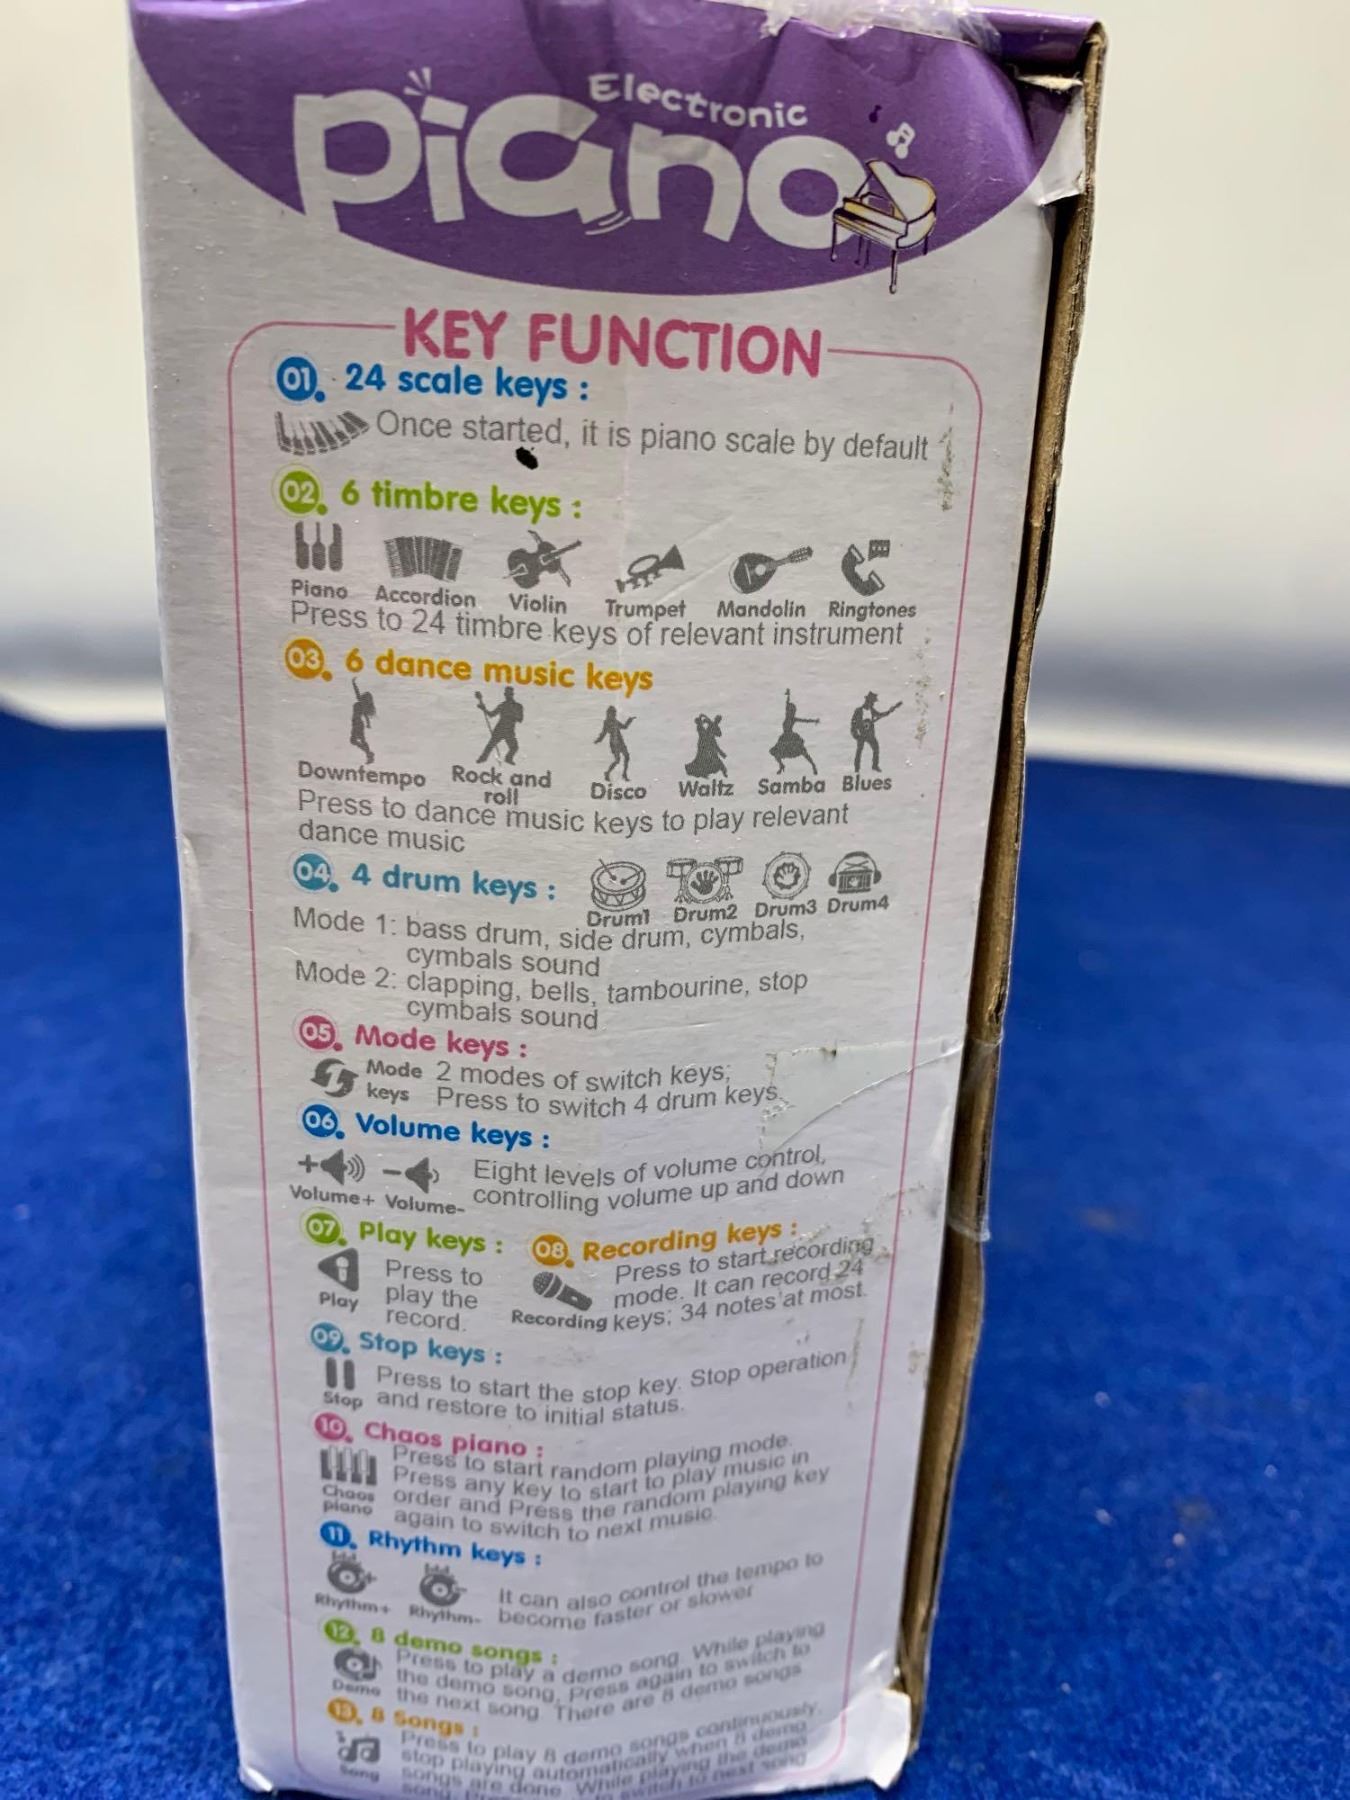 Electronic
piano
KEY FUNCTION
01. 24 scale keys :
Once started, it is piano scale by default
02. 6 timbre keys :
Piano Accordion Violin Trumpet Mandolin Ringtones
Press to 24 timbre keys of relevant instrument
03. 6 dance music keys
Downtempo Rock and roll Disco Waltz Samba Blues
Press to dance music keys to play relevant
dance music
04. 4 drum keys :
Drum1 Drum2 Drum3 Drum4
Mode 1: bass drum, side drum, cymbals,
cymbals sound
Mode 2: clapping, bells, tambourine, stop
cymbals sound
05. Mode keys :
Mode keys
2 modes of switch keys;
Press to switch 4 drum keys
06. Volume keys :
Volume+ Volume-
Eight levels of volume control,
controlling volume up and down
07. Play keys :
Play
Press to
play the
record.
08. Recording keys :
Recording
Press to start recording
mode. It can record 24
keys; 34 notes at most.
09. Stop keys :
Stop
Press to start the stop key. Stop operation
and restore to initial status.
10. Chaos piano :
Chaos piano
Press to start random playing mode.
Press any key to start to play music in
order and Press the random playing key
again to switch to next music.
11. Rhythm keys :
Rhythm+ Rhythm-
It can also control the tempo to
become faster or slower
12. 8 demo songs :
Demo
Press to play a demo song. While playing
the demo song, Press again to switch to
the next song. There are 8 demo songs
13. 8 Songs :
Song
Press to play 8 demo songs continuously.
stop playing automatically when 8 demo
songs are done. While playing the demo
song, to switch to next song